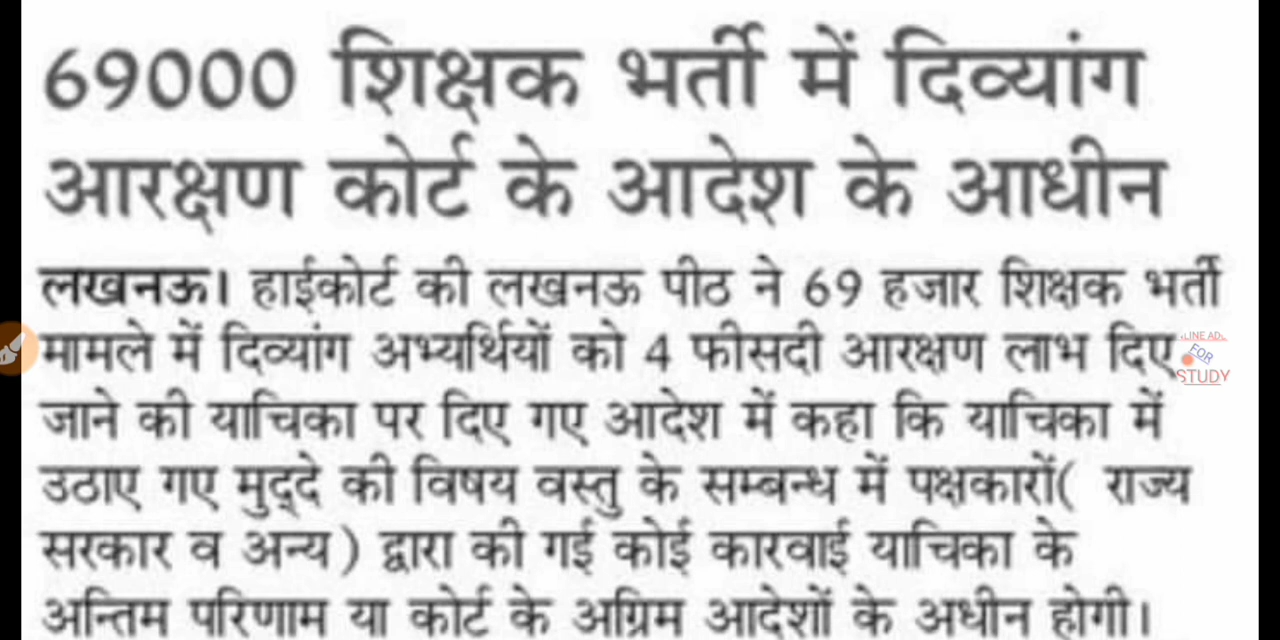 69000 शिक्षक भर्ती में दिव्यांग
आरक्षण कोर्ट के आदेश के आधीन
लखनऊ। हाईकोर्ट की लखनऊ पीठ ने 69 हजार शिक्षक भर्ती
मामले में दिव्यांग अभ्यर्थियों को 4 फीसदी आरक्षण लाभ दिए
जाने की याचिका पर दिए गए आदेश में कहा कि याचिका में
उठाए गए मुद्दे की विषय वस्तु के सम्बन्ध में पक्षकारों( राज्य
सरकार व अन्य) द्वारा की गई कोई कारवाई याचिका के
अन्तिम परिणाम या कोर्ट के अग्रिम आदेशों के अधीन होगी।
FOR
STUDY